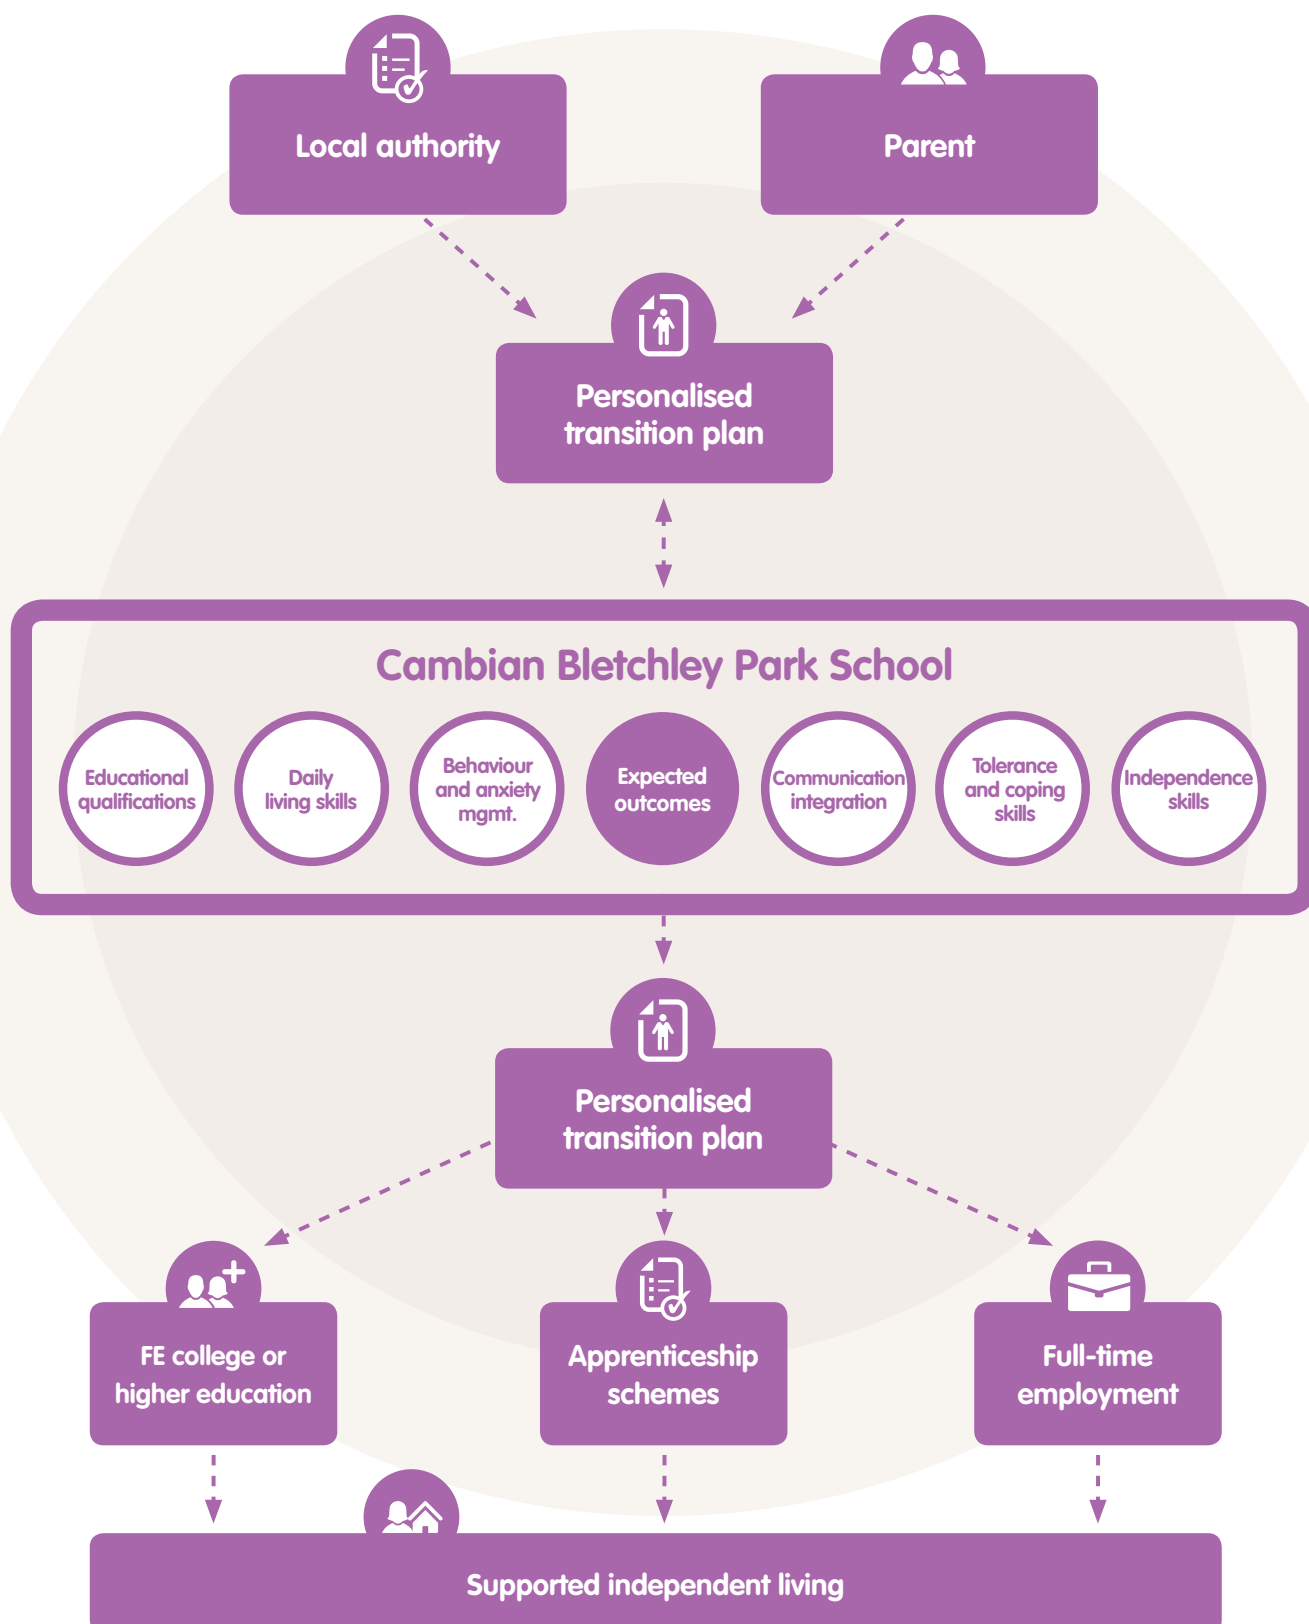 Local authority
Parent
Personalised
transition plan
Cambian Bletchley Park School
Educational
qualifications
Daily
living skills
Behaviour
and anxiety
mgmt.
Expected
outcomes
Communication
integration
Tolerance
and coping
skills
Independence
skills
Personalised
transition plan
FE college or
higher education
Apprenticeship
schemes
Full-time
employment
Supported independent living